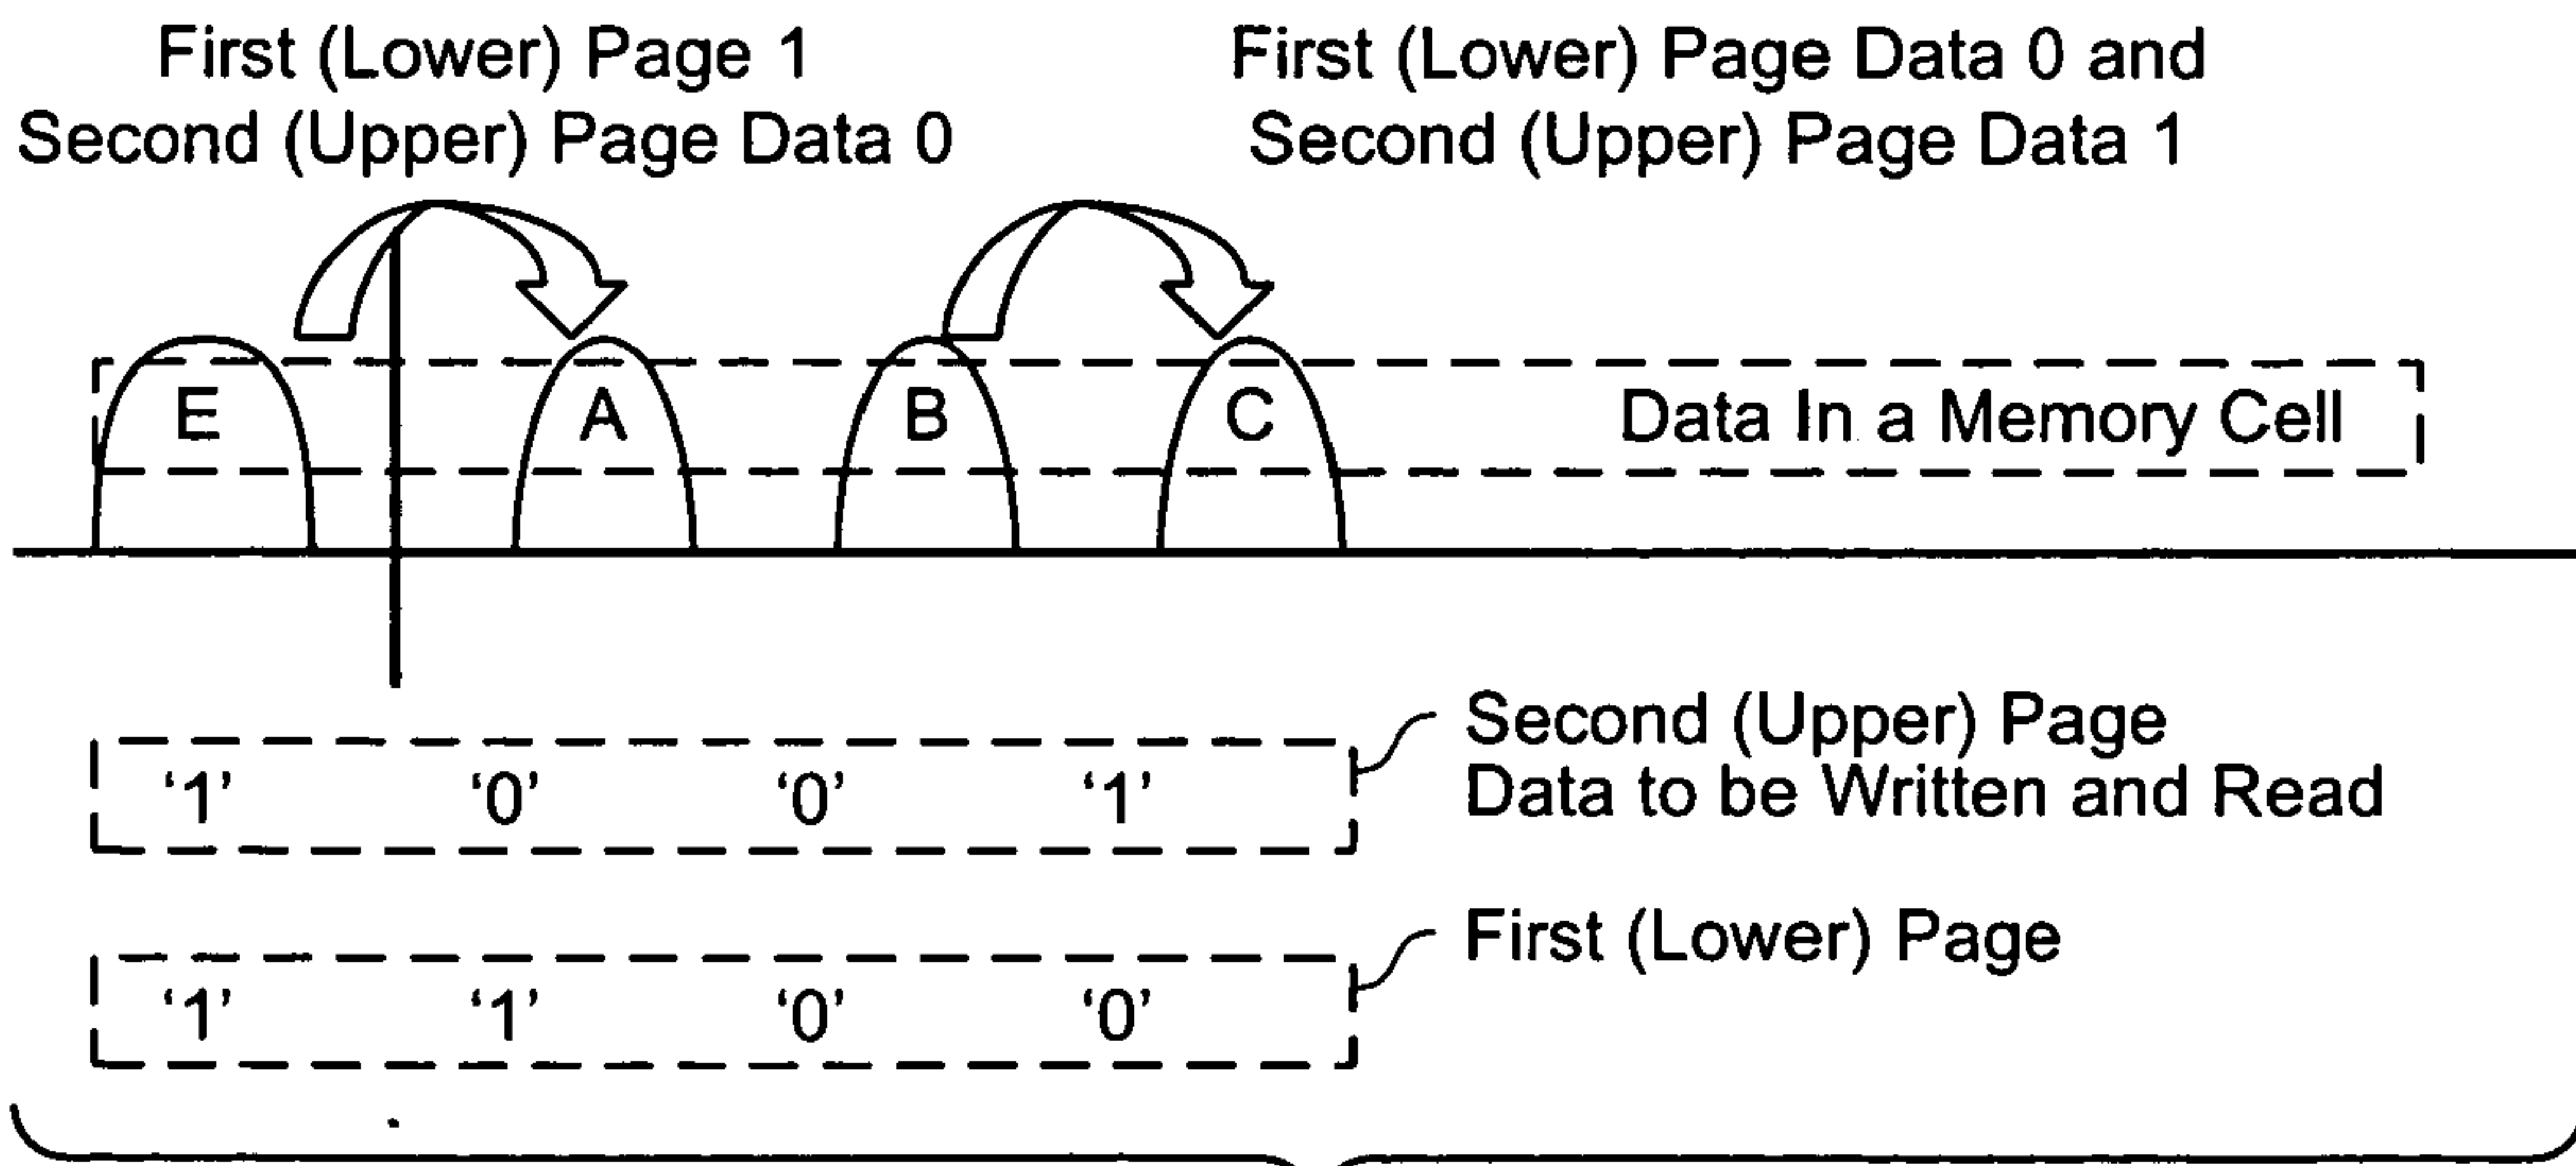 First (Lower) Page 1
Second (Upper) Page Data 0
First (Lower) Page Data 0 and
Second (Upper) Page Data 1
E A B C Data In a Memory Cell
‘1’ ‘0’ ‘0’ ‘1’
Second (Upper) Page
Data to be Written and Read
‘1’ ‘1’ ‘0’ ‘0’
First (Lower) Page